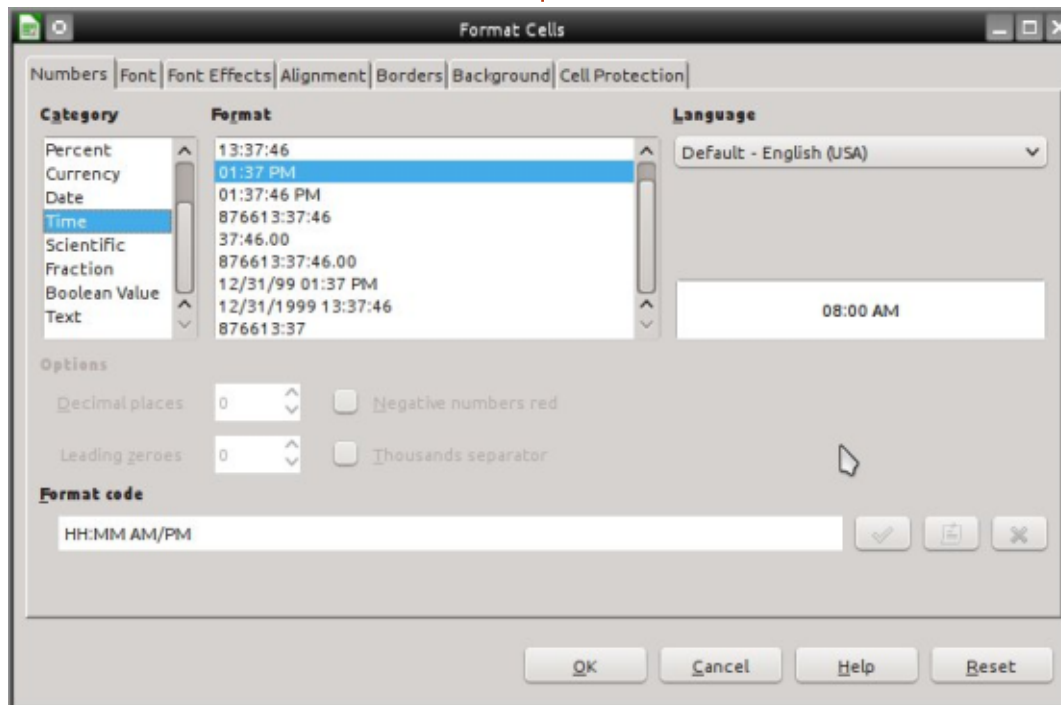 Format Cells
Numbers Font Font Effects Alignment Borders Background Cell Protection
Category
Percent
Currency
Date
Time
Scientific
Fraction
Boolean Value
Text
Format
13:37:46
01:37 PM
01:37:46 PM
876613:37:46
37:46.00
876613:37:46.00
12/31/99 01:37 PM
12/31/1999 13:37:46
876613:37
Language
Default - English (USA)
08:00 AM
Options
Decimal places 0 Negative numbers red
Leading zeroes 0 Thousands separator
Format code
HH:MM AM/PM
OK Cancel Help Reset